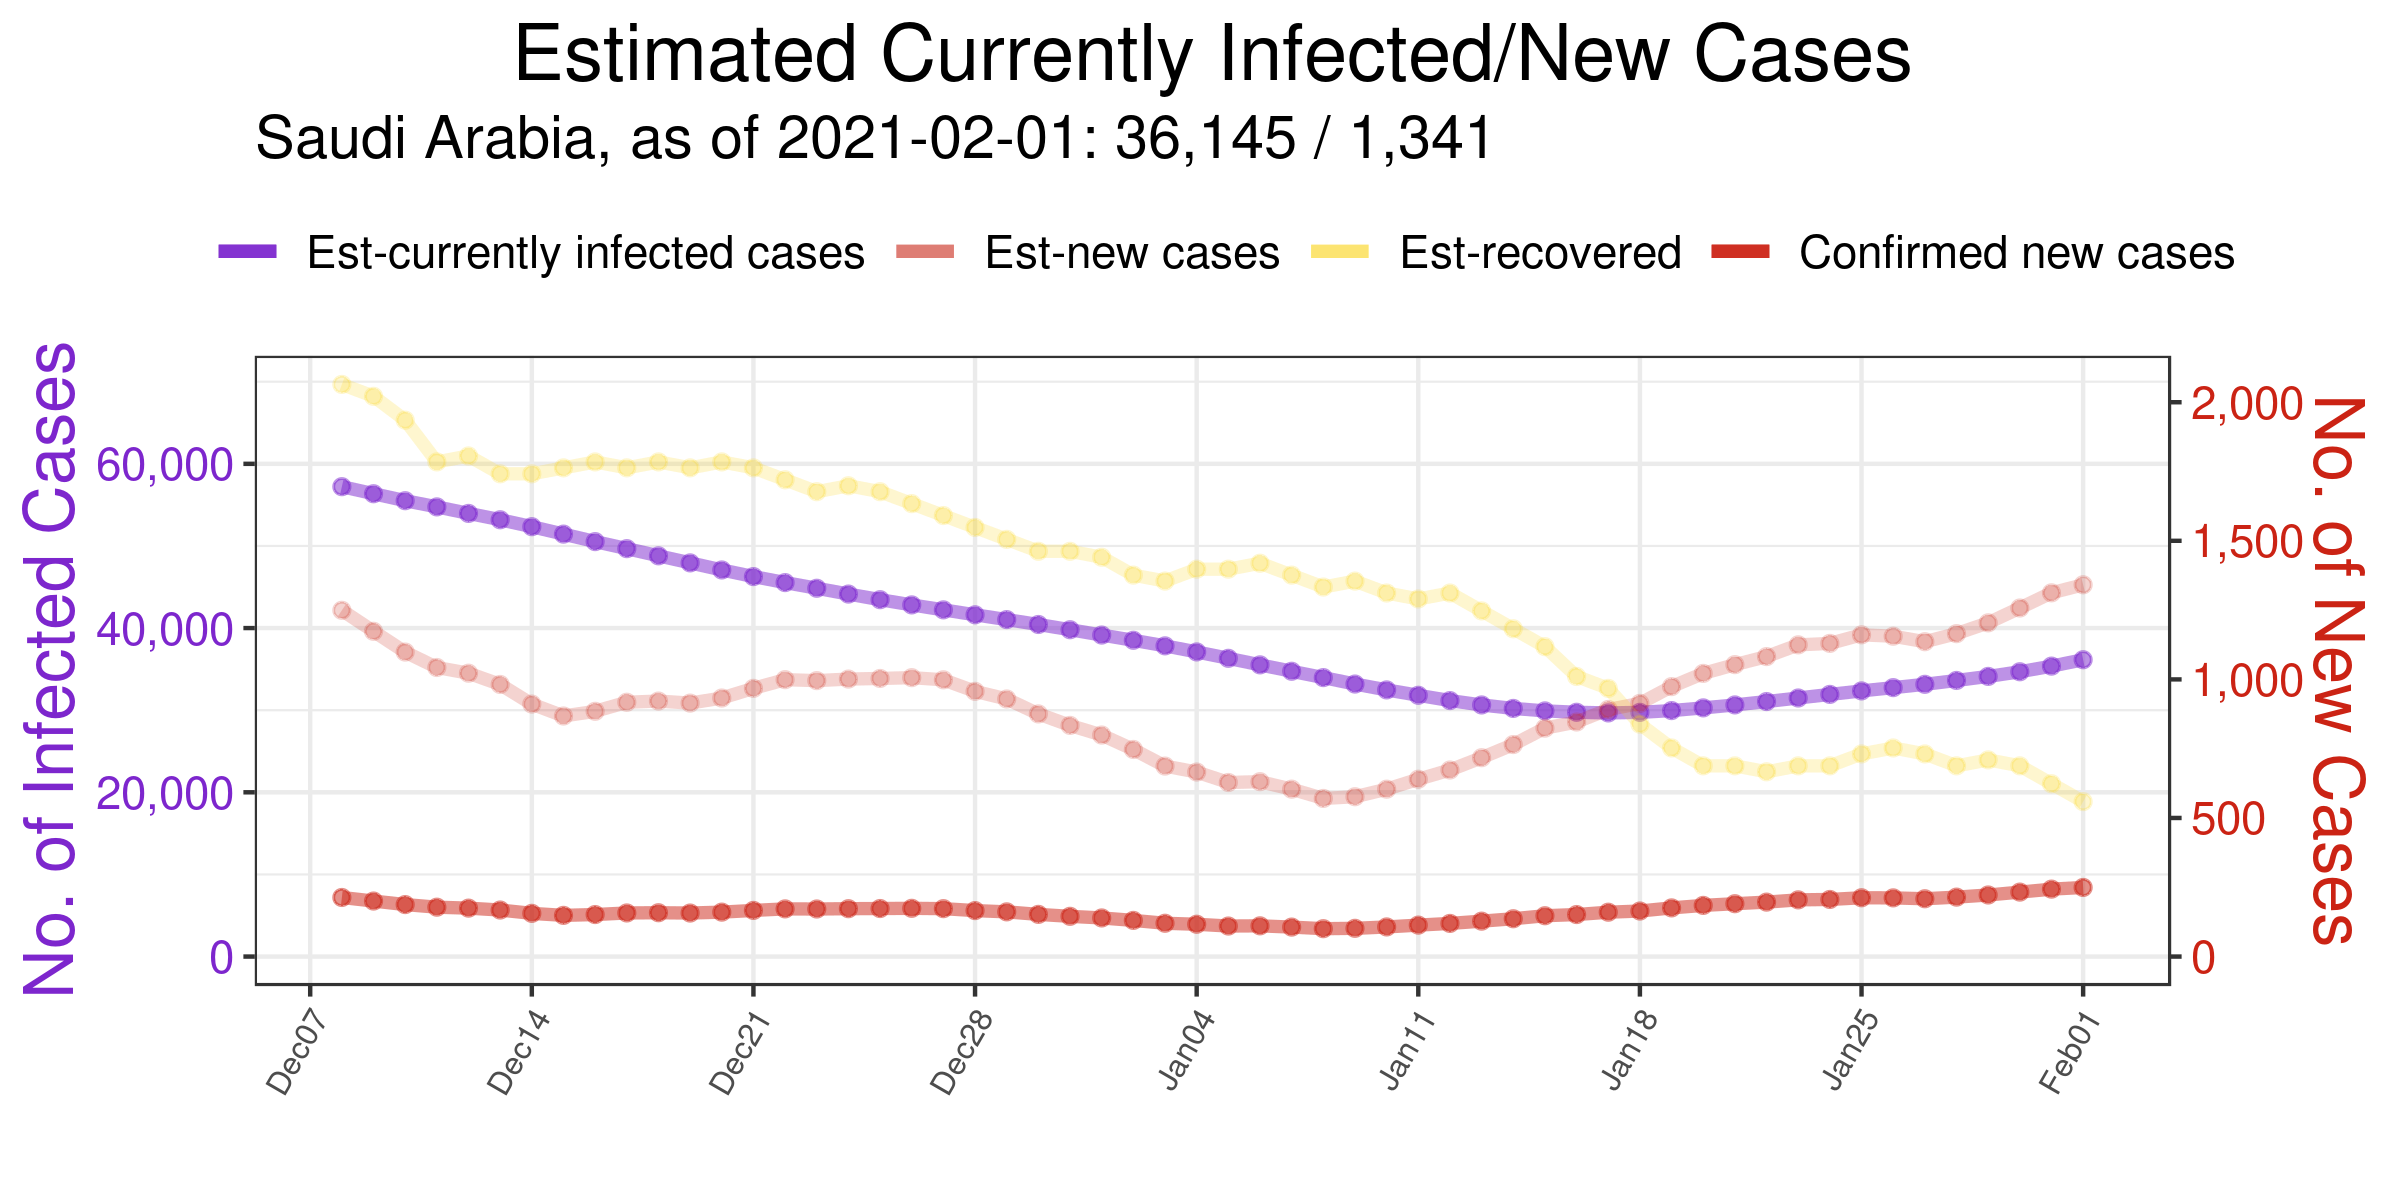 Estimated Currently Infected/New Cases
Saudi Arabia, as of 2021-02-01: 36,145 / 1,341
Est-currently infected cases Est-new cases Est-recovered Confirmed new cases
No. of Infected Cases
60,000
40,000
20,000
0
2,000
1,500
1,000
500
0
No. of New Cases
Dec07 Dec14 Dec21 Dec28 Jan04 Jan11 Jan18 Jan25 Feb01